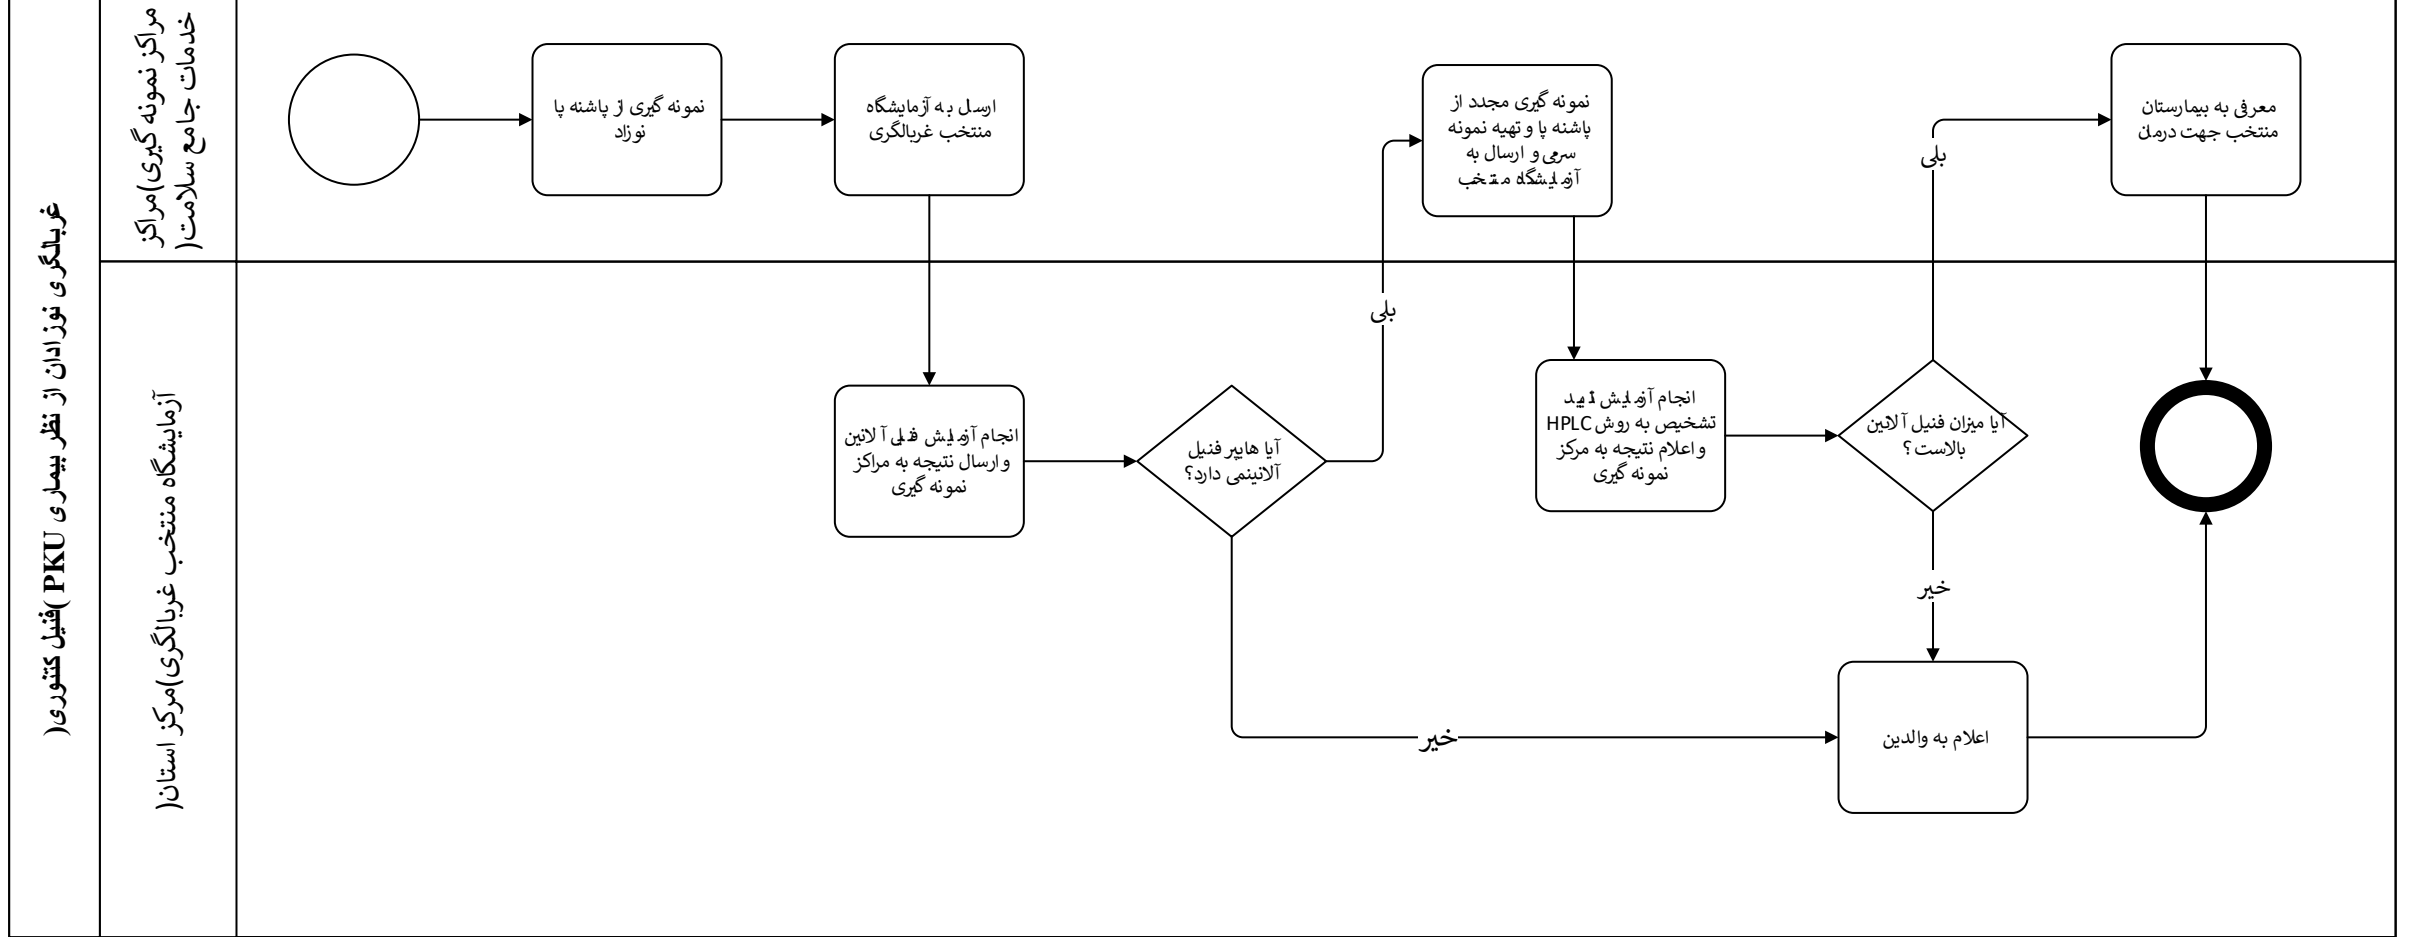 غربالگری نوزادان از نظر بیماری PKU )فنیل کتنوری(
مراکز نمونه گیری)مراکز
خدمات جامع سلامت(
آزمایشگاه منتخب غربالگری)مرکز استان(
نمونه گیری از پاشنه پا
نوزاد
ارسل به آزمایشگاه
منتخب غربالگری
نمونه گیری مجدد از
پاشنه پا و تهیه نمونه
سرمی و ارسال به
آزمایشگاه منتخب
بلی
معرفی به بیمارستان
منتخب جهت درمان
بلی
انجام آزمایش فنیل آلانین
و ارسال نتیجه به مراکز
نمونه گیری
آیا هایپر فنیل
آلانینمی دارد؟
انجام آزمایش تایید
تشخیص به روش HPLC
و اعلام نتیجه به مرکز
نمونه گیری
آیا میزان فنیل آلانین
بالاست؟
خیر
خیر
اعلام به والدین